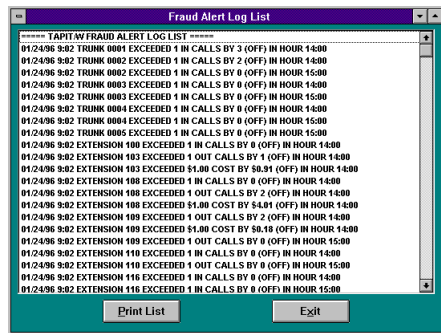 Fraud Alert Log List
===== TAPIT/W FRAUD ALERT LOG LIST =====
01/24/96 9:02 TRUNK 0001 EXCEEDED 1 IN CALLS BY 3 (OFF) IN HOUR 14:00
01/24/96 9:02 TRUNK 0002 EXCEEDED 1 IN CALLS BY 2 (OFF) IN HOUR 14:00
01/24/96 9:02 TRUNK 0002 EXCEEDED 1 IN CALLS BY 0 (OFF) IN HOUR 15:00
01/24/96 9:02 TRUNK 0003 EXCEEDED 1 IN CALLS BY 0 (OFF) IN HOUR 14:00
01/24/96 9:02 TRUNK 0003 EXCEEDED 1 IN CALLS BY 0 (OFF) IN HOUR 15:00
01/24/96 9:02 TRUNK 0004 EXCEEDED 1 IN CALLS BY 0 (OFF) IN HOUR 14:00
01/24/96 9:02 TRUNK 0004 EXCEEDED 1 IN CALLS BY 0 (OFF) IN HOUR 15:00
01/24/96 9:02 TRUNK 0005 EXCEEDED 1 IN CALLS BY 0 (OFF) IN HOUR 15:00
01/24/96 9:02 EXTENSION 100 EXCEEDED 1 IN CALLS BY 0 (OFF) IN HOUR 14:00
01/24/96 9:02 EXTENSION 103 EXCEEDED 1 OUT CALLS BY 1 (OFF) IN HOUR 14:00
01/24/96 9:02 EXTENSION 103 EXCEEDED $1.00 COST BY $0.91 (OFF) IN HOUR 14:00
01/24/96 9:02 EXTENSION 108 EXCEEDED 1 IN CALLS BY 0 (OFF) IN HOUR 14:00
01/24/96 9:02 EXTENSION 108 EXCEEDED 1 OUT CALLS BY 2 (OFF) IN HOUR 14:00
01/24/96 9:02 EXTENSION 108 EXCEEDED $1.00 COST BY $4.01 (OFF) IN HOUR 14:00
01/24/96 9:02 EXTENSION 109 EXCEEDED 1 OUT CALLS BY 2 (OFF) IN HOUR 14:00
01/24/96 9:02 EXTENSION 109 EXCEEDED $1.00 COST BY $0.18 (OFF) IN HOUR 14:00
01/24/96 9:02 EXTENSION 109 EXCEEDED 1 OUT CALLS BY 0 (OFF) IN HOUR 15:00
01/24/96 9:02 EXTENSION 110 EXCEEDED 1 IN CALLS BY 0 (OFF) IN HOUR 14:00
01/24/96 9:02 EXTENSION 110 EXCEEDED 1 OUT CALLS BY 0 (OFF) IN HOUR 15:00
01/24/96 9:02 EXTENSION 116 EXCEEDED 1 IN CALLS BY 0 (OFF) IN HOUR 14:00
01/24/96 9:02 EXTENSION 116 EXCEEDED 1 IN CALLS BY 0 (OFF) IN HOUR 15:00
Print List
Exit